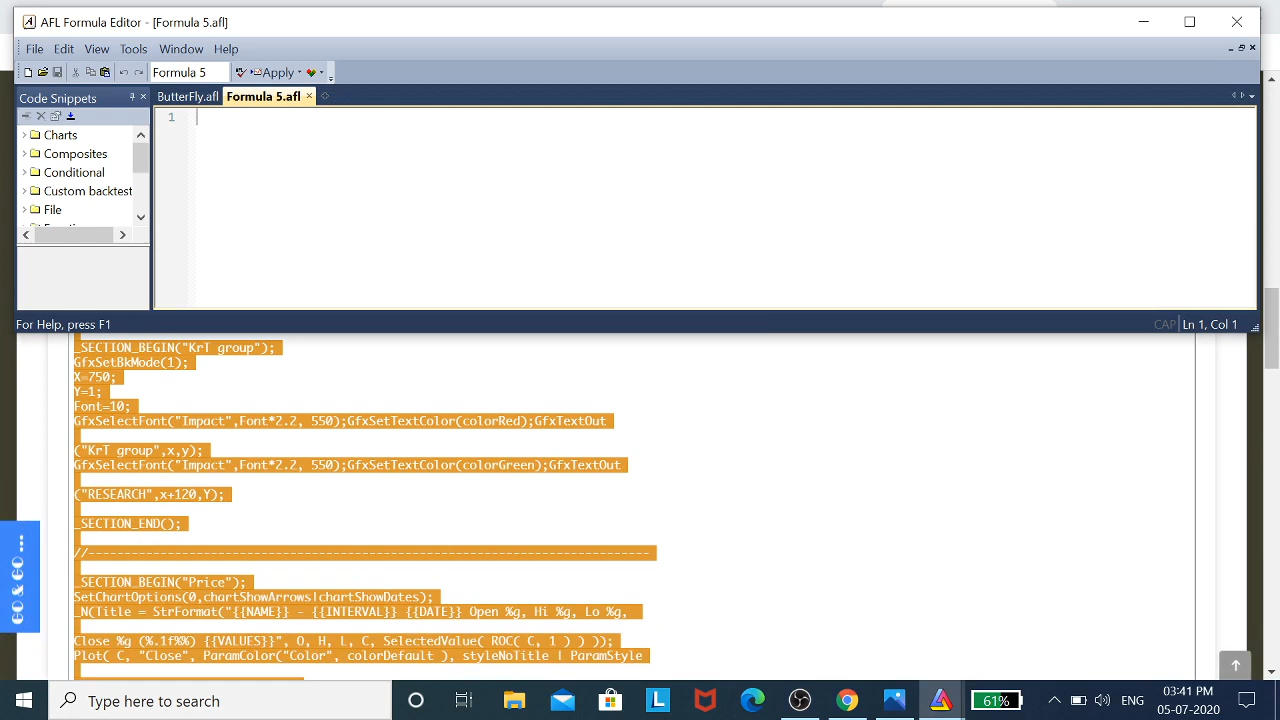 AFL Formula Editor - [Formula 5.afl]
File Edit View Tools Window Help
Formula 5 Apply
Code Snippets
ButterFly.afl Formula 5.afl
1
Charts
Composites
Conditional
Custom backtest
File
For Help, press F1
CAP Ln 1, Col 1
_SECTION_BEGIN("KrT group");
GfxSetBkMode(1);
X=750;
Y=1;
Font=10;
GfxSelectFont("Impact",Font*2.2, 550);GfxSetTextColor(colorRed);GfxTextOut
("KrT group",x,y);
GfxSelectFont("Impact",Font*2.2, 550);GfxSetTextColor(colorGreen);GfxTextOut
("RESEARCH",x+120,Y);
_SECTION_END();
//------------------------------------------------------------------------------
_SECTION_BEGIN("Price");
SetChartOptions(0,chartShowArrows|chartShowDates);
_N(Title = StrFormat("{{NAME}} - {{INTERVAL}} {{DATE}} Open %g, Hi %g, Lo %g,
Close %g (%.1f%%) {{VALUES}}", O, H, L, C, SelectedValue( ROC( C, 1 ) ) ));
Plot( C, "Close", ParamColor("Color", colorDefault ), styleNoTitle | ParamStyle
Type here to search
L
61%
ENG
03:41 PM
05-07-2020